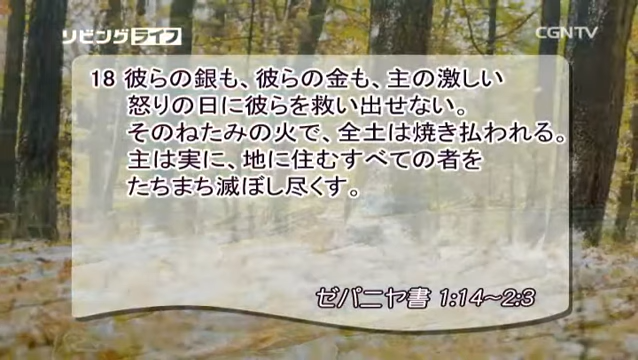 リビングライフ
CGNTV
18 彼らの銀も、彼らの金も、主の激しい
怒りの日に彼らを救い出せない。
そのねたみの火で、全土は焼き払われる。
主は実に、地に住むすべての者を
たちまち滅ぼし尽くす。
ゼパニヤ書 1:14～2:3